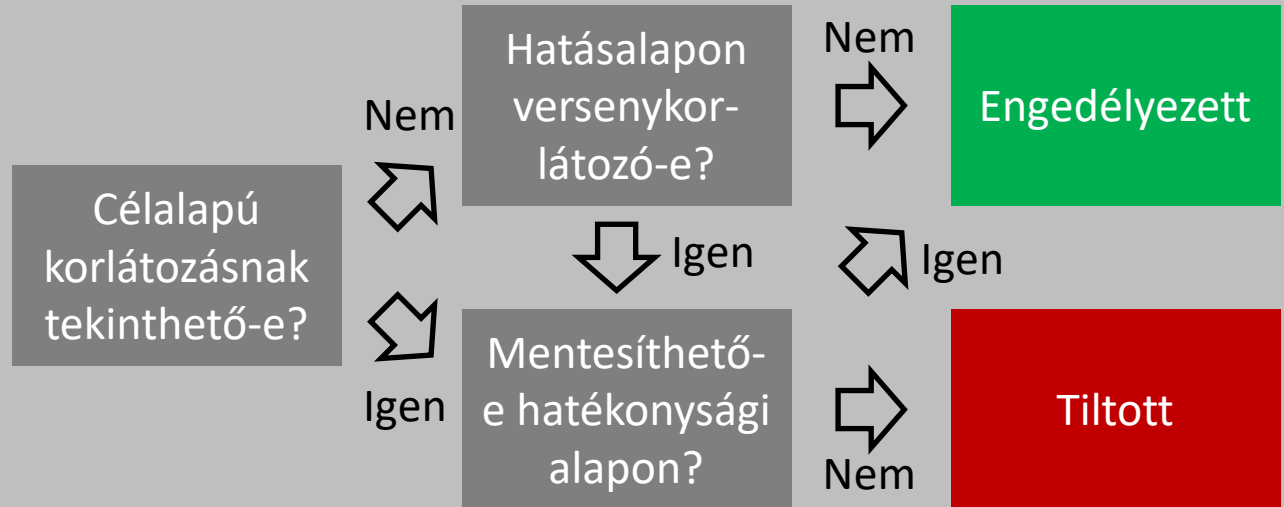 Célalapú
korlátozásnak
tekinthető-e?
Nem
Igen
Hatásalapon
versenykor-
látozó-e?
Nem
Igen
Engedélyezett
Mentesíthető-
e hatékonysági
alapon?
Igen
Nem
Tiltott